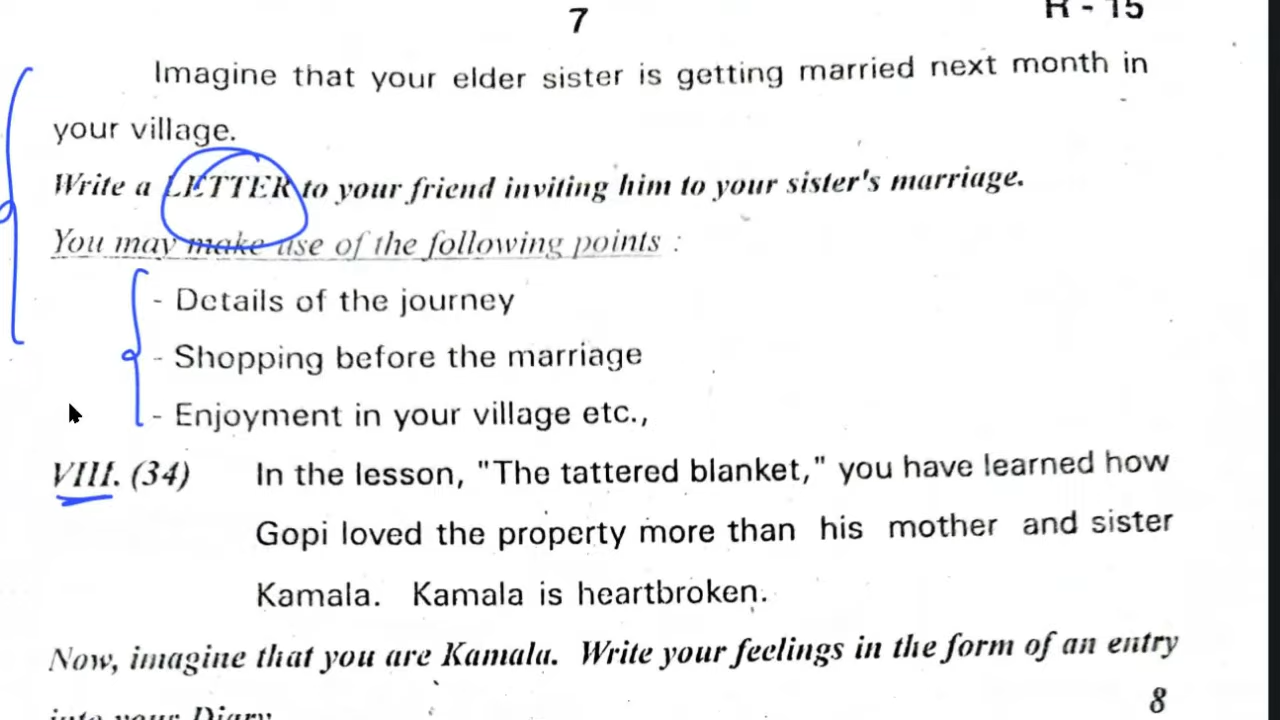 7
R - 15
Imagine that your elder sister is getting married next month in
your village.
Write a LETTER to your friend inviting him to your sister's marriage.
You may make use of the following points :
- Details of the journey
- Shopping before the marriage
- Enjoyment in your village etc.,
VIII. (34) In the lesson, "The tattered blanket," you have learned how
Gopi loved the property more than his mother and sister
Kamala. Kamala is heartbroken.
Now, imagine that you are Kamala. Write your feelings in the form of an entry
into your Diary.
8